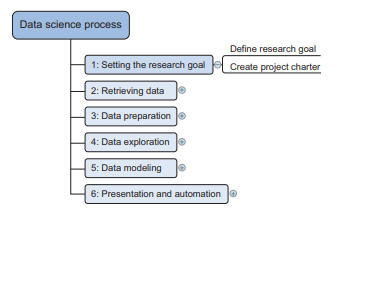 Data science process
1: Setting the research goal
Define research goal
Create project charter
2: Retrieving data
3: Data preparation
4: Data exploration
5: Data modeling
6: Presentation and automation